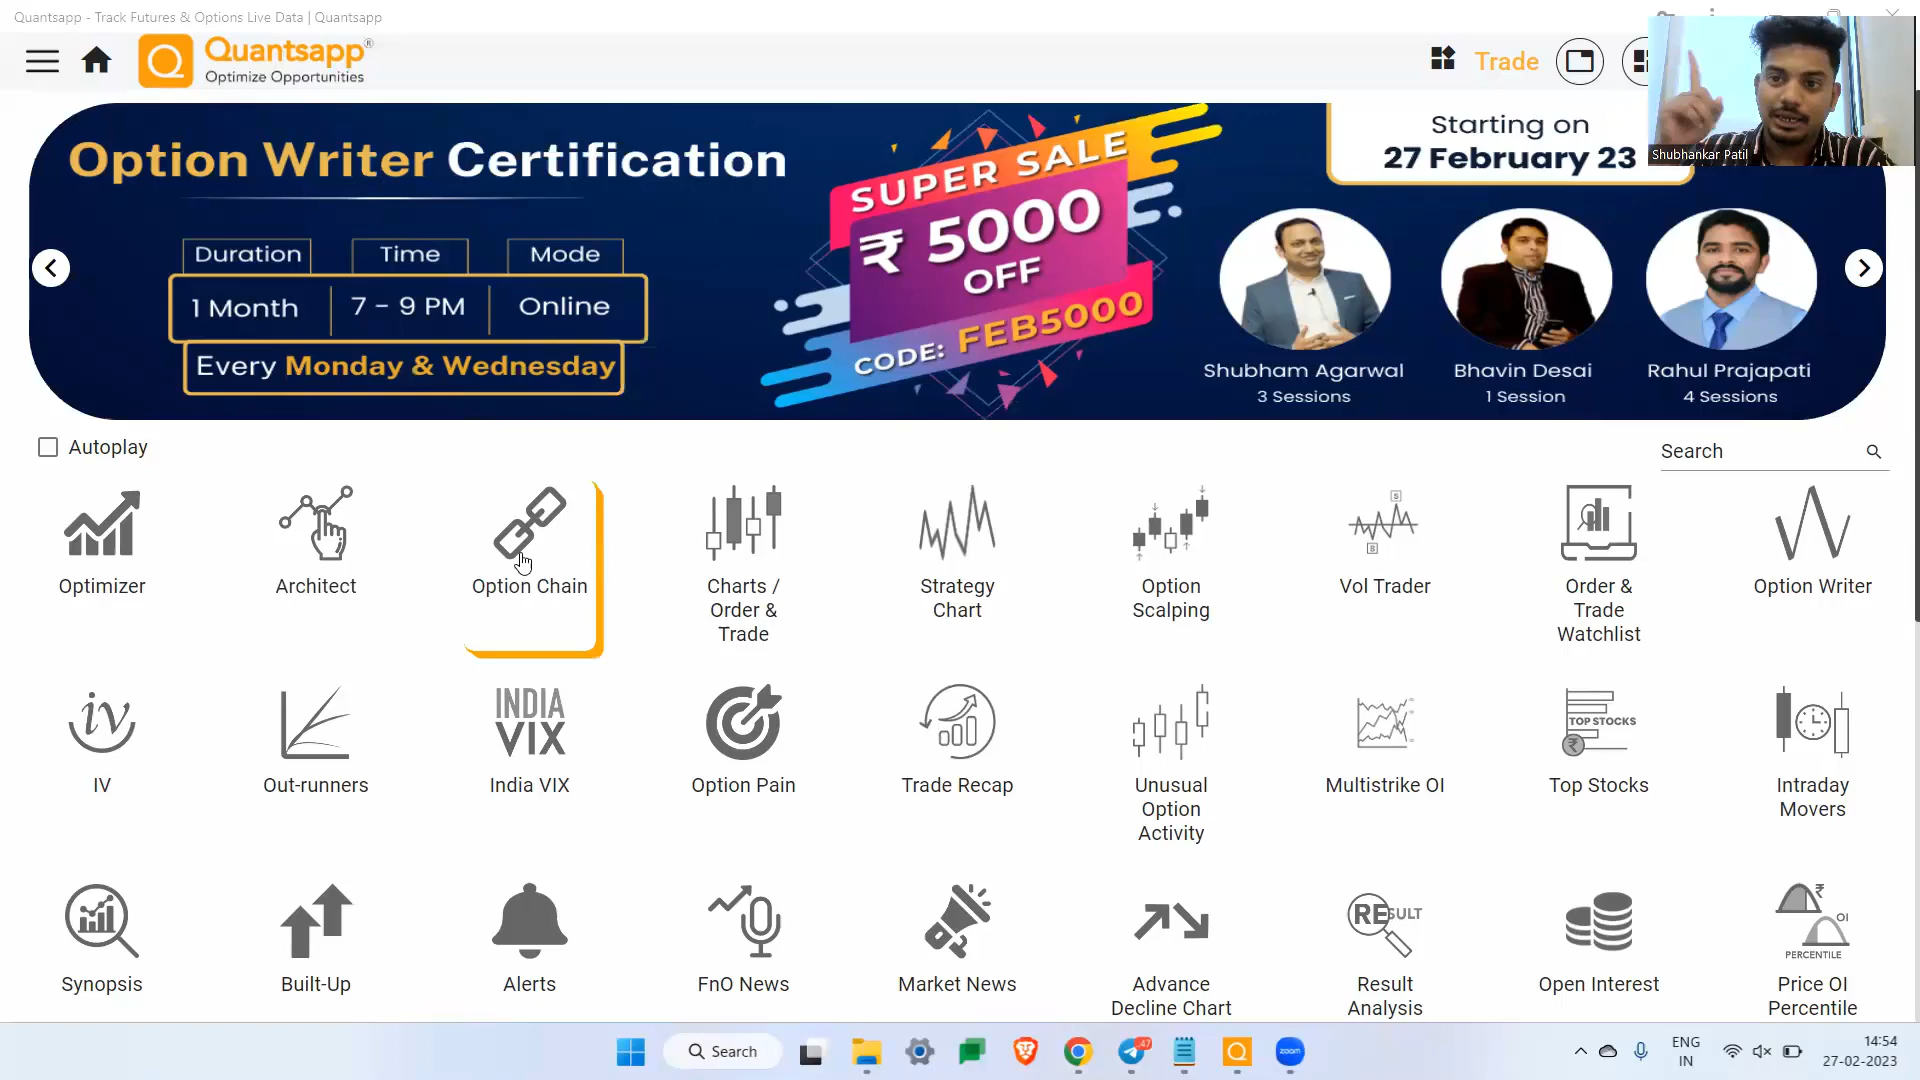 Quantsapp - Track Futures & Options Live Data | Quantsapp
Quantsapp®
Optimize Opportunities
Trade
Shubhankar Patil
Option Writer Certification
Duration
Time
Mode
1 Month
7 - 9 PM
Online
Every Monday & Wednesday
SUPER SALE
₹ 5000
OFF
CODE: FEB5000
Starting on
27 February 23
Shubham Agarwal
3 Sessions
Bhavin Desai
1 Session
Rahul Prajapati
4 Sessions
Autoplay
Search
Optimizer
Architect
Option Chain
Charts /
Order &
Trade
Strategy
Chart
Option
Scalping
S
B
Vol Trader
Order &
Trade
Watchlist
Option Writer
iv
IV
Out-runners
INDIA
VIX
India VIX
Option Pain
Trade Recap
Unusual
Option
Activity
Multistrike OI
TOP STOCKS
₹
Top Stocks
Intraday
Movers
Synopsis
Built-Up
Alerts
FnO News
Market News
Advance
Decline Chart
RESULT
Result
Analysis
Open Interest
₹
OI
PERCENTILE
Price OI
Percentile
Search
47
zoom
ENG
IN
14:54
27-02-2023